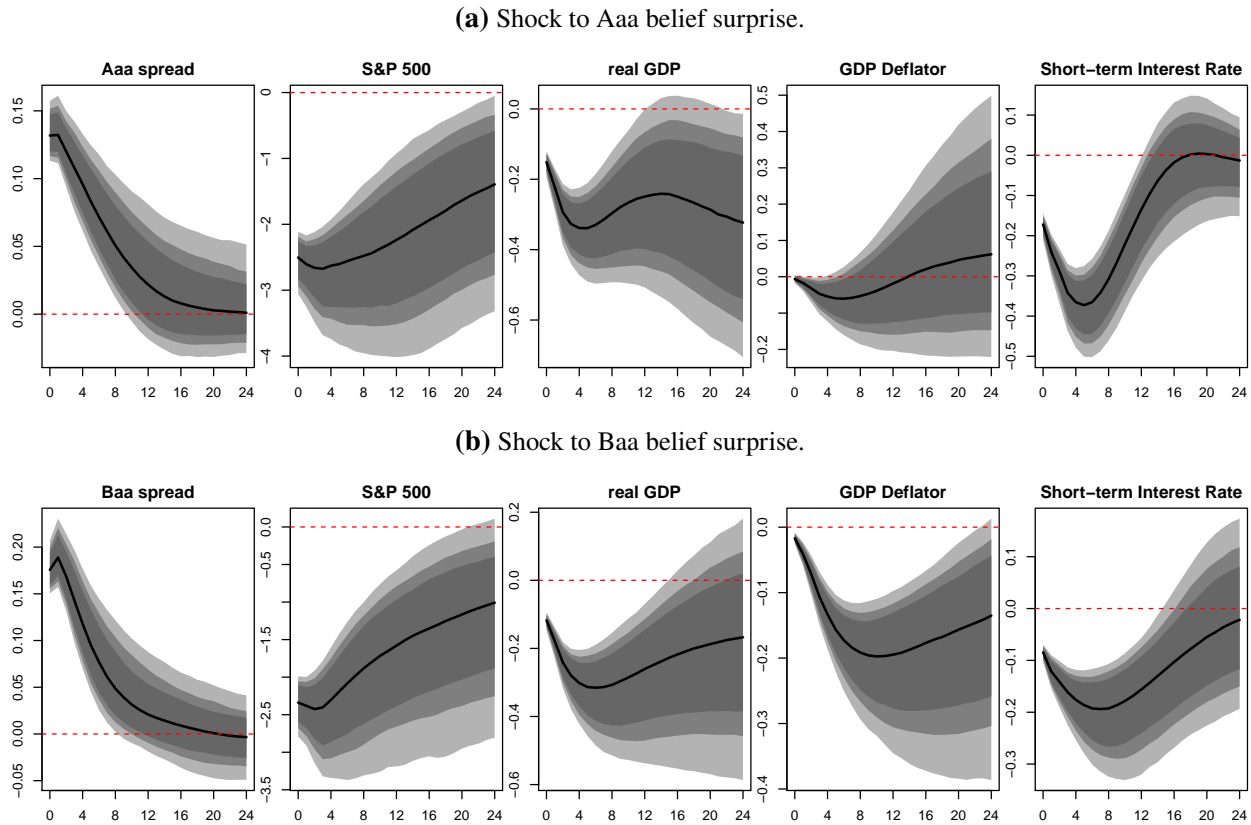 (a) Shock to Aaa belief surprise.
Aaa spread
0.15
0.10
0.05
0.00
0 4 8 12 16 20 24
S&P 500
0
−1
−2
−3
−4
0 4 8 12 16 20 24
real GDP
0.0
−0.2
−0.4
−0.6
0 4 8 12 16 20 24
GDP Deflator
0.5
0.4
0.3
0.2
0.1
0.0
−0.2
0 4 8 12 16 20 24
Short−term Interest Rate
0.1
0.0
−0.1
−0.2
−0.3
−0.4
−0.5
0 4 8 12 16 20 24
(b) Shock to Baa belief surprise.
Baa spread
0.20
0.15
0.10
0.05
0.00
−0.05
0 4 8 12 16 20 24
S&P 500
0.0
−0.5
−1.5
−2.5
−3.5
0 4 8 12 16 20 24
real GDP
0.2
0.0
−0.2
−0.4
−0.6
0 4 8 12 16 20 24
GDP Deflator
0.0
−0.1
−0.2
−0.3
−0.4
0 4 8 12 16 20 24
Short−term Interest Rate
0.1
0.0
−0.1
−0.2
−0.3
0 4 8 12 16 20 24